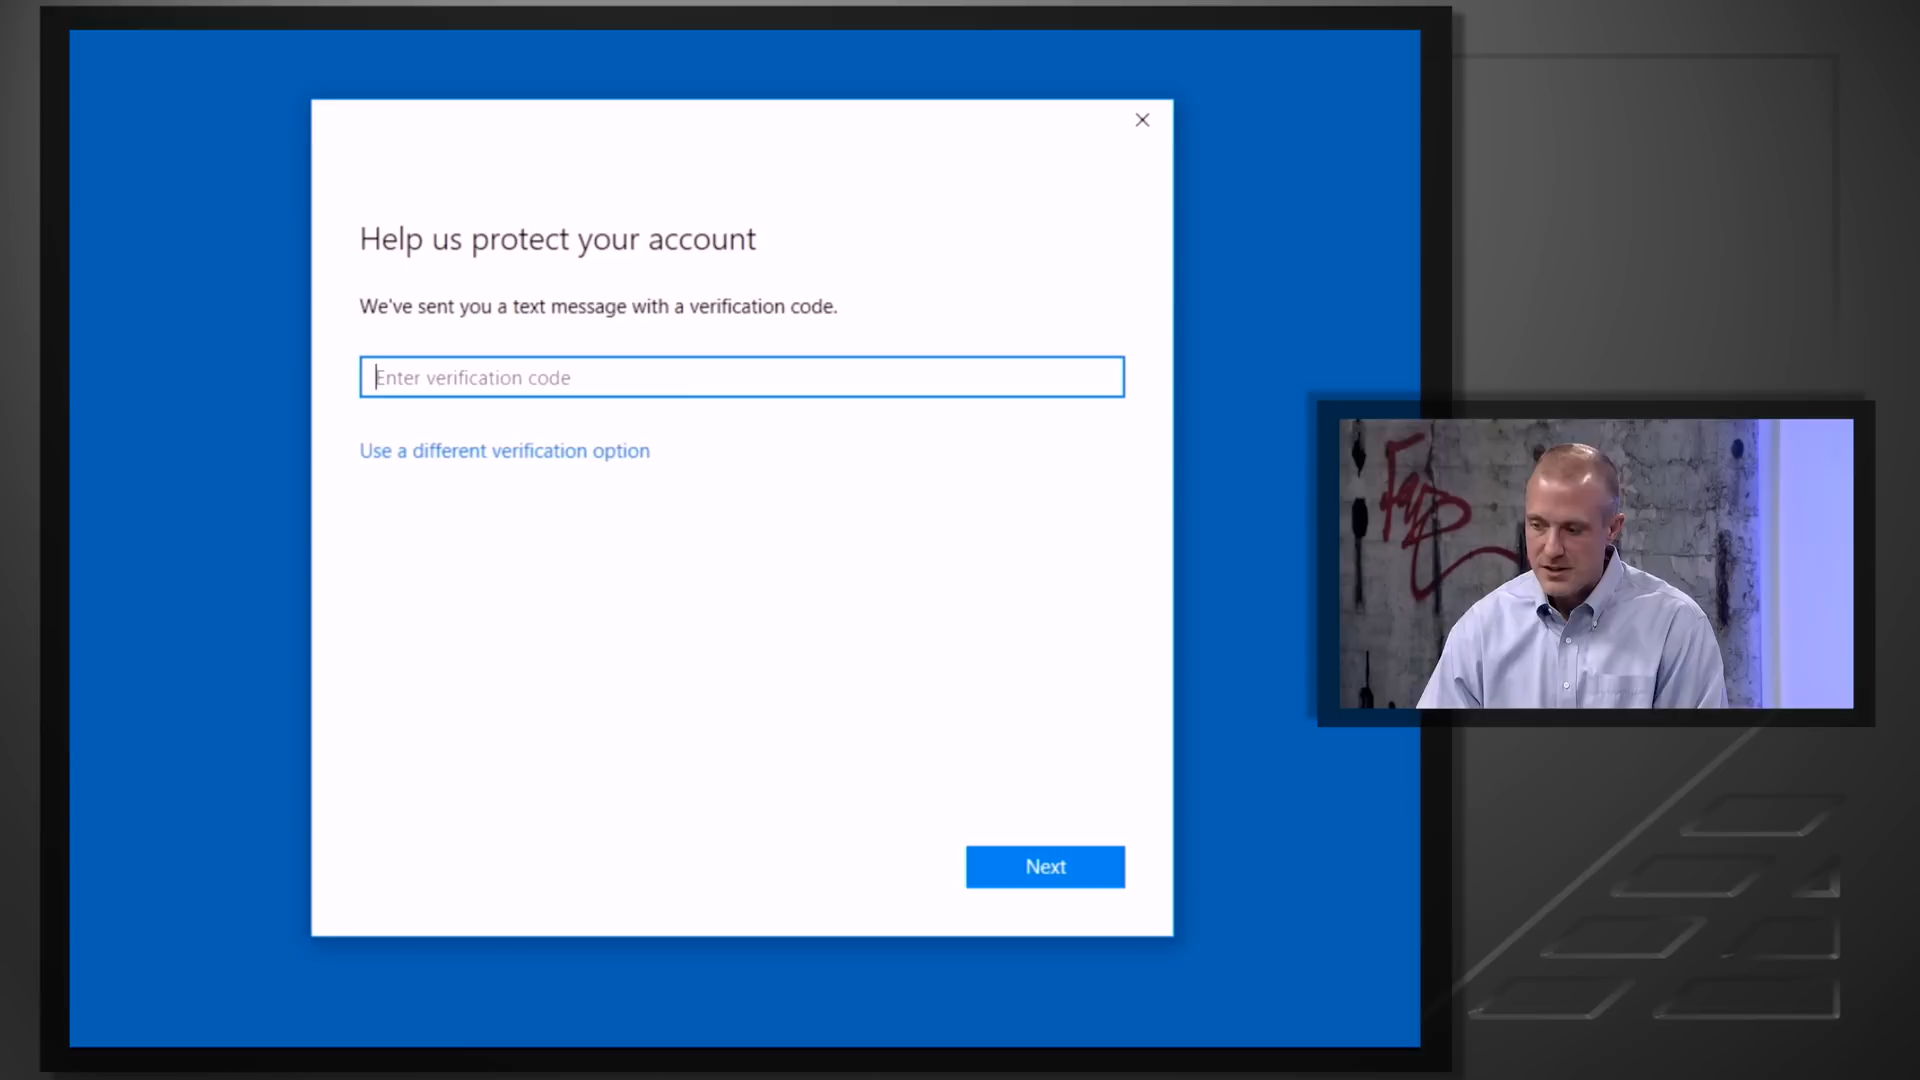 Help us protect your account
We've sent you a text message with a verification code.
Enter verification code
Use a different verification option
Next